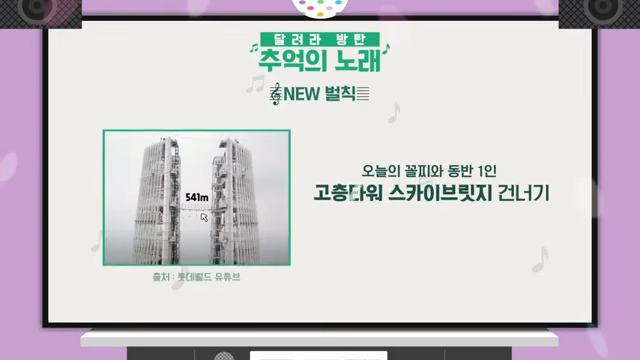 달려라 방탄
추억의 노래
NEW 벌칙
541m
출처 : 롯데월드 유튜브
오늘의 꼴찌와 동반 1인
고층타워 스카이브릿지 건너기